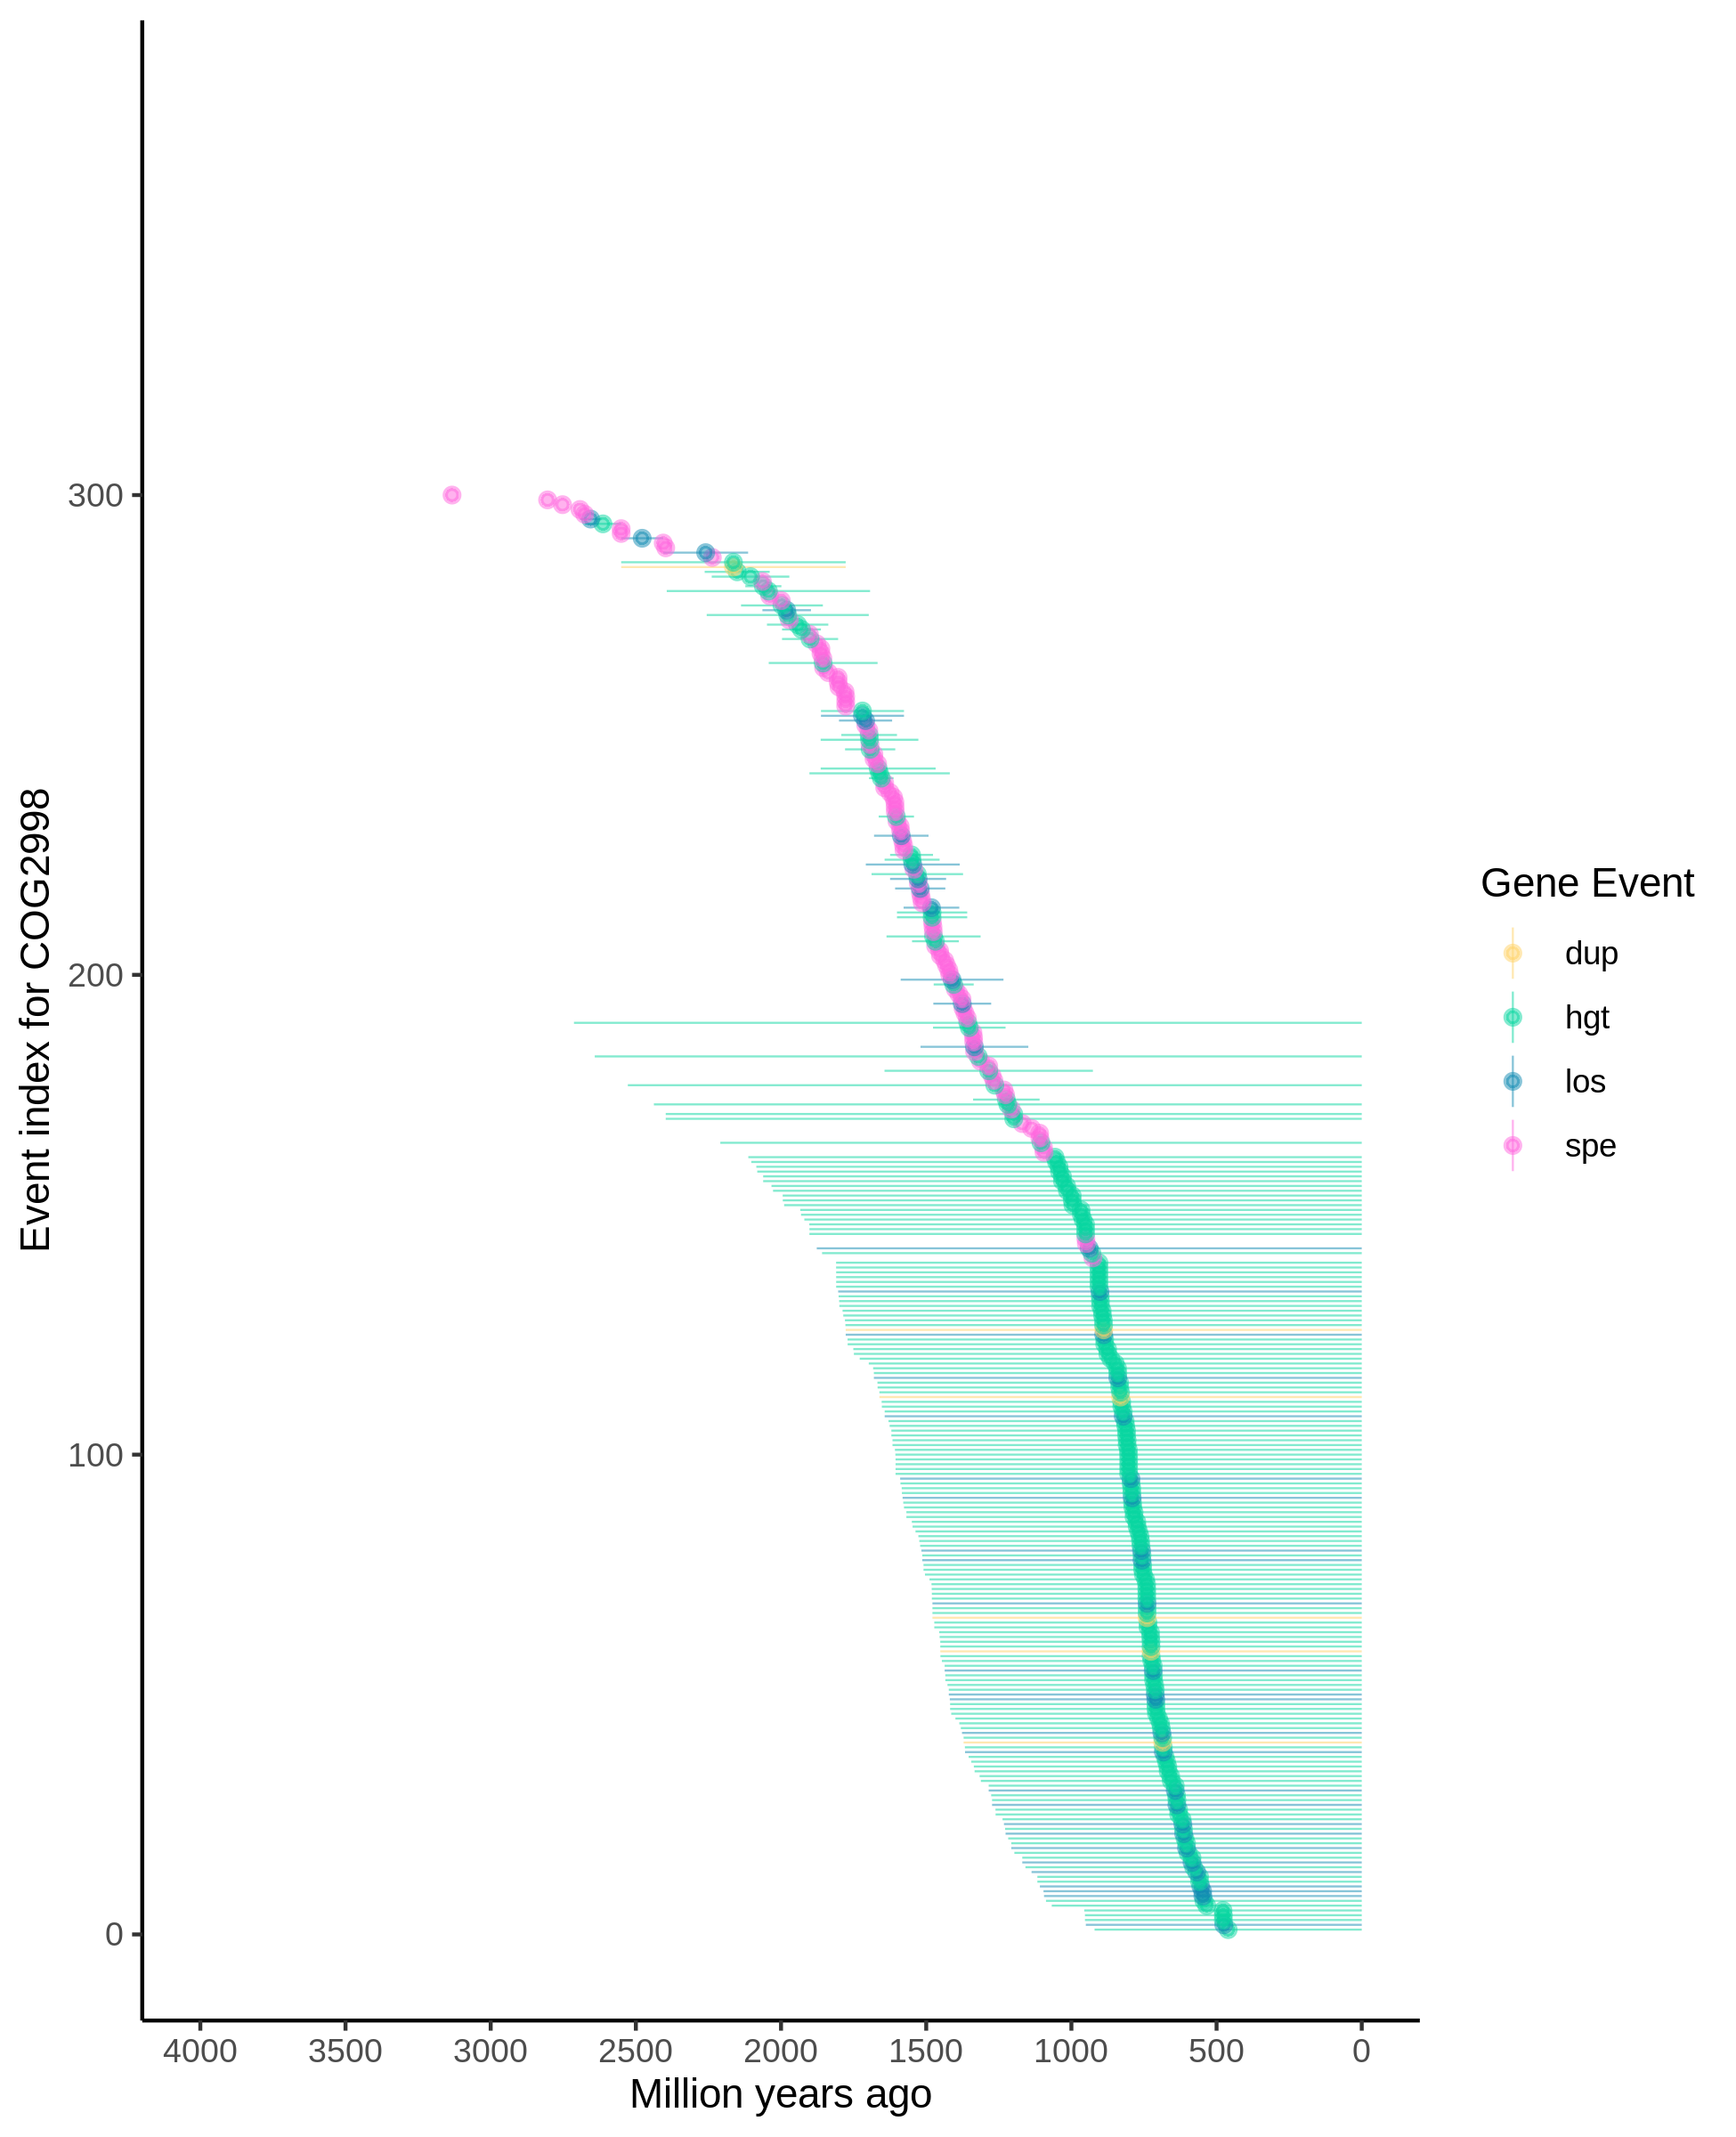 300
200
100
0
Event index for COG2998
4000 3500 3000 2500 2000 1500 1000 500 0
Million years ago
Gene Event
dup
hgt
los
spe